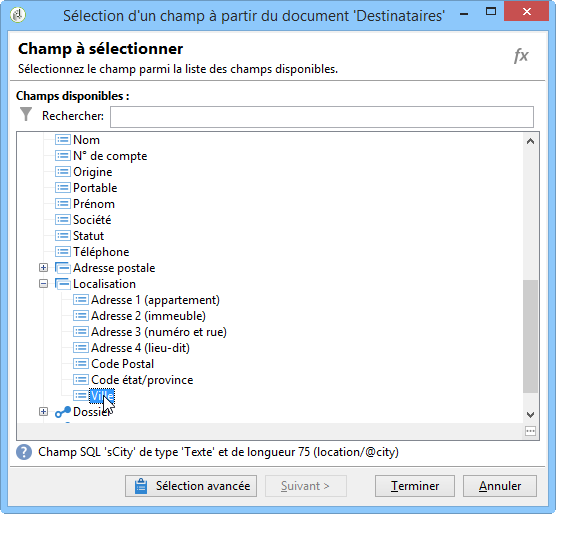 Sélection d'un champ à partir du document 'Destinataires'
Champ à sélectionner
Sélectionnez le champ parmi la liste des champs disponibles.
fx
Champs disponibles :
Rechercher:
Nom
N° de compte
Origine
Portable
Prénom
Société
Statut
Téléphone
Adresse postale
Localisation
Adresse 1 (appartement)
Adresse 2 (immeuble)
Adresse 3 (numéro et rue)
Adresse 4 (lieu-dit)
Code Postal
Code état/province
Ville
Dossier
Champ SQL 'sCity' de type 'Texte' et de longueur 75 (location/@city)
Sélection avancée
Suivant >
Terminer
Annuler